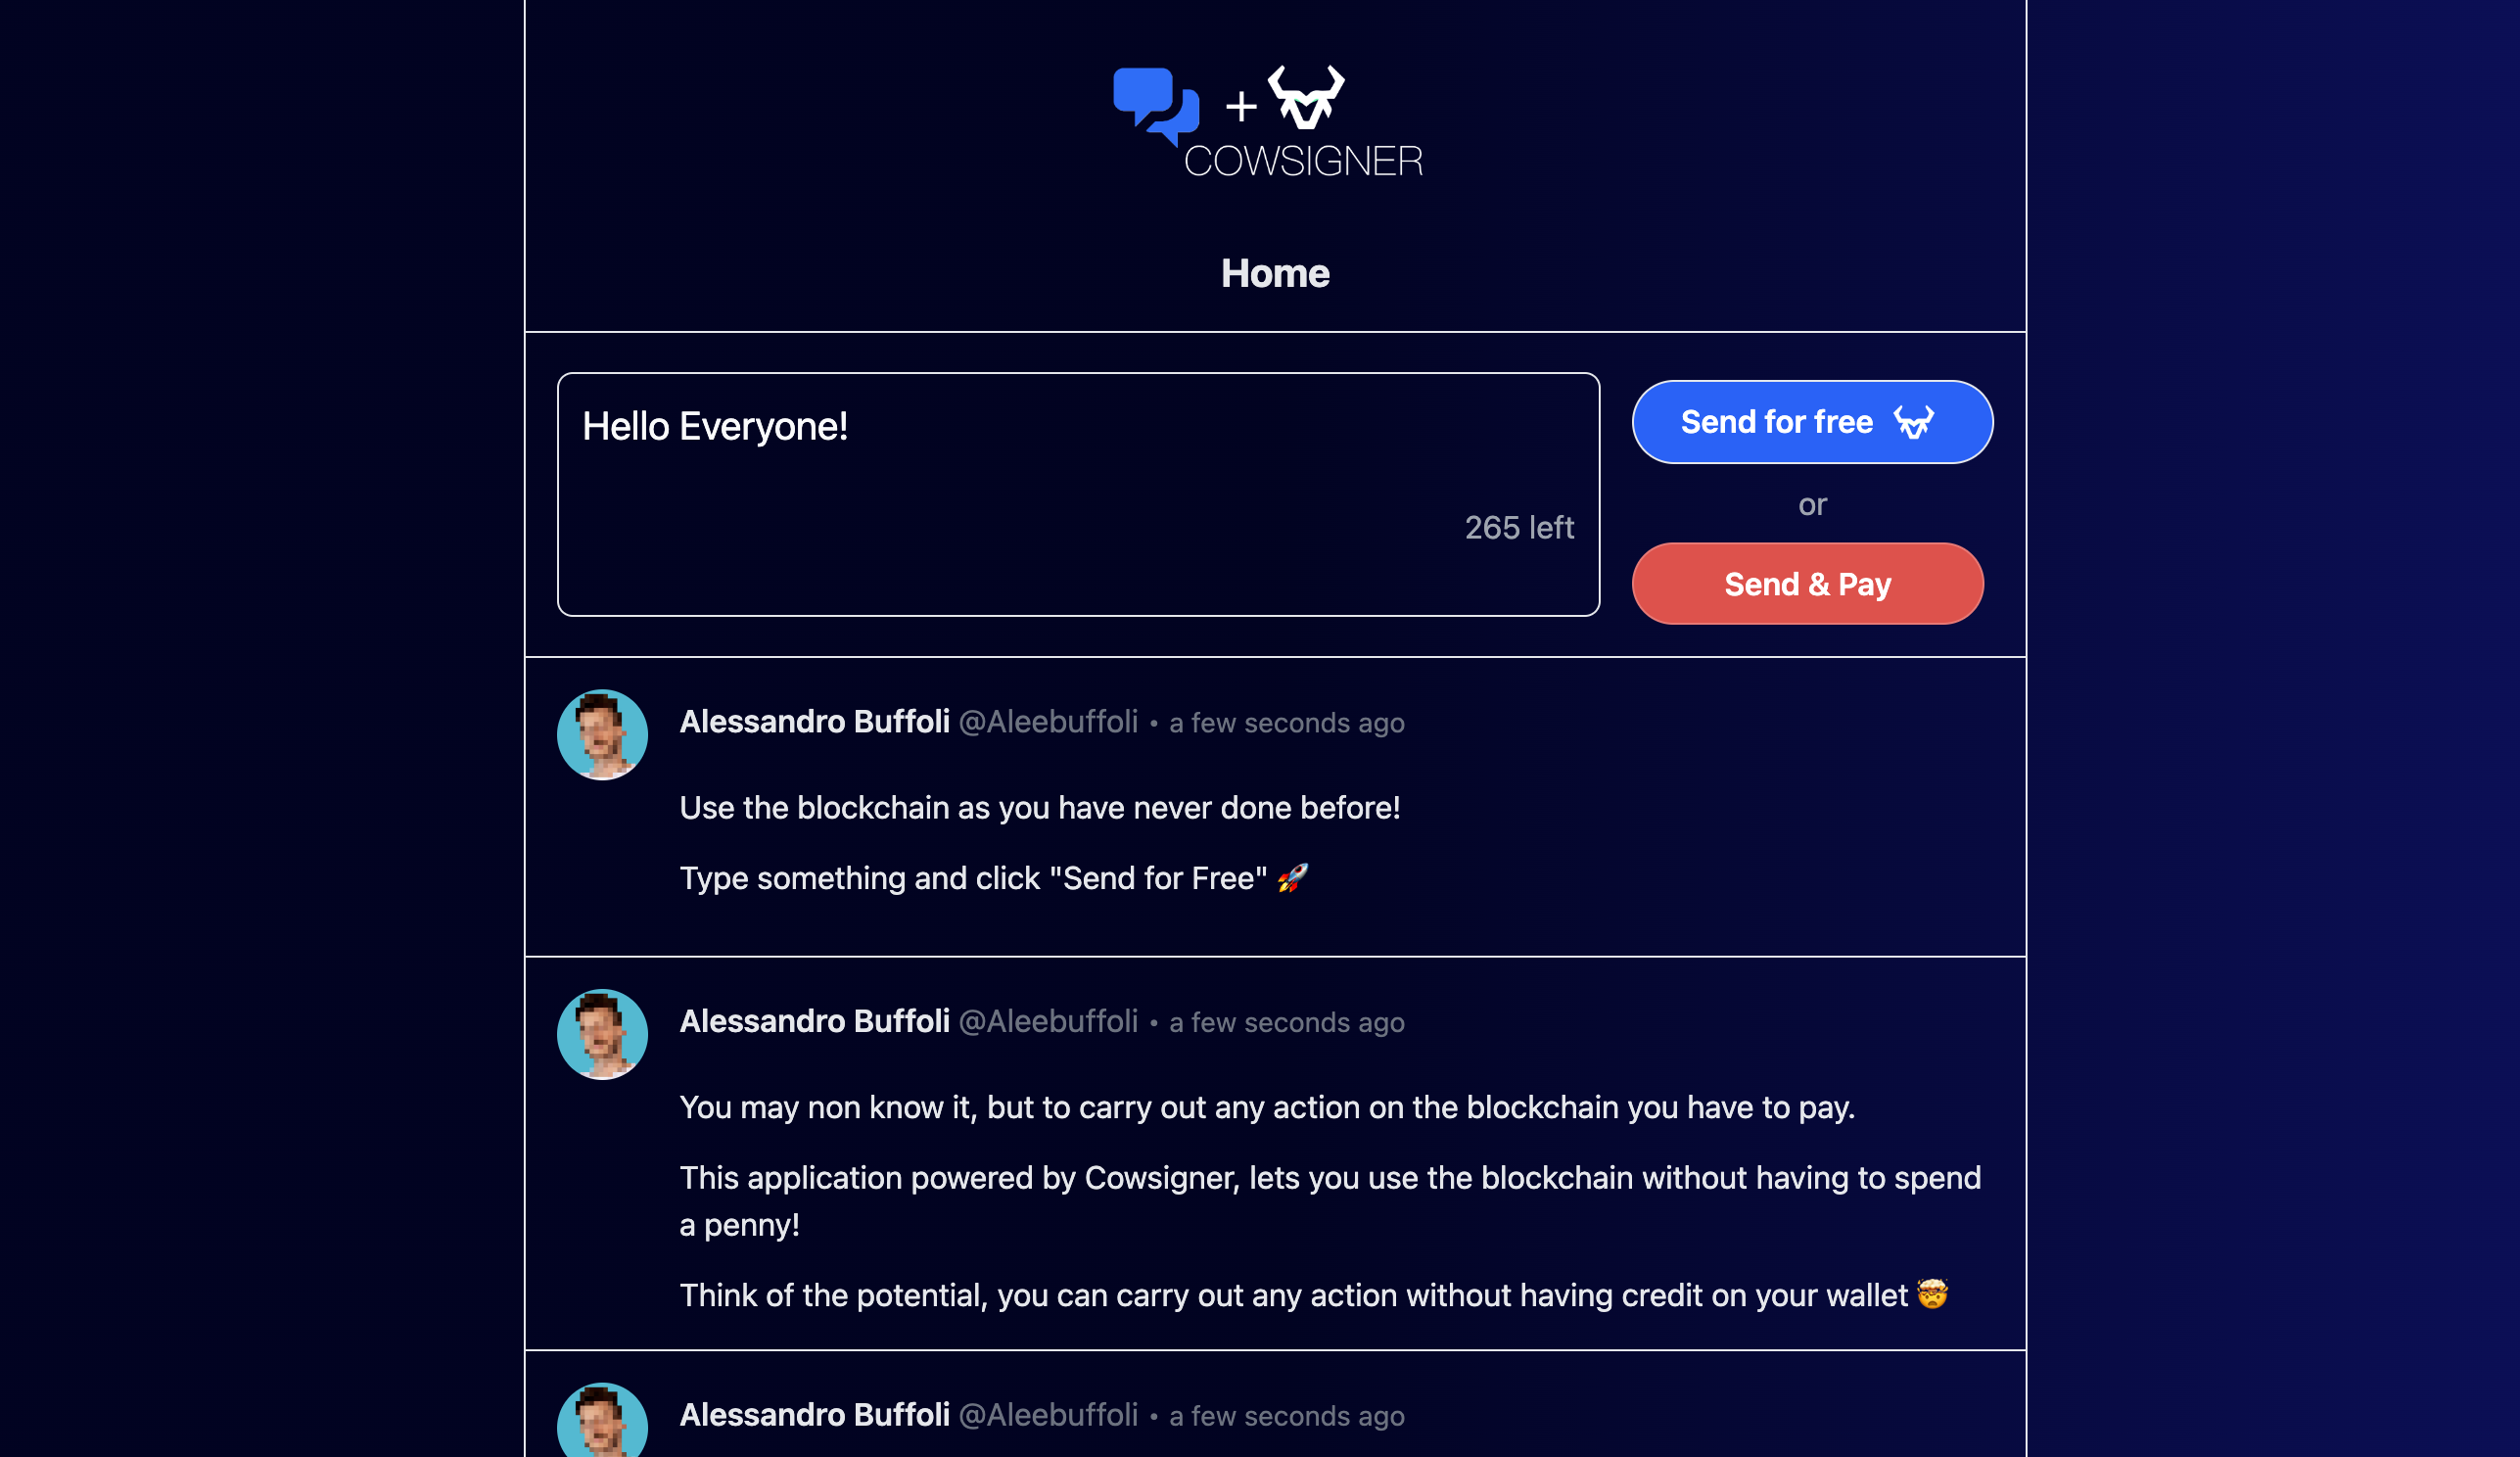 +
COWSIGNER
Home
Hello Everyone!
265 left
Send for free
or
Send & Pay
Alessandro Buffoli @Aleebuffoli • a few seconds ago
Use the blockchain as you have never done before!
Type something and click "Send for Free" 🚀
Alessandro Buffoli @Aleebuffoli • a few seconds ago
You may non know it, but to carry out any action on the blockchain you have to pay.
This application powered by Cowsigner, lets you use the blockchain without having to spend
a penny!
Think of the potential, you can carry out any action without having credit on your wallet 🤯
Alessandro Buffoli @Aleebuffoli • a few seconds ago